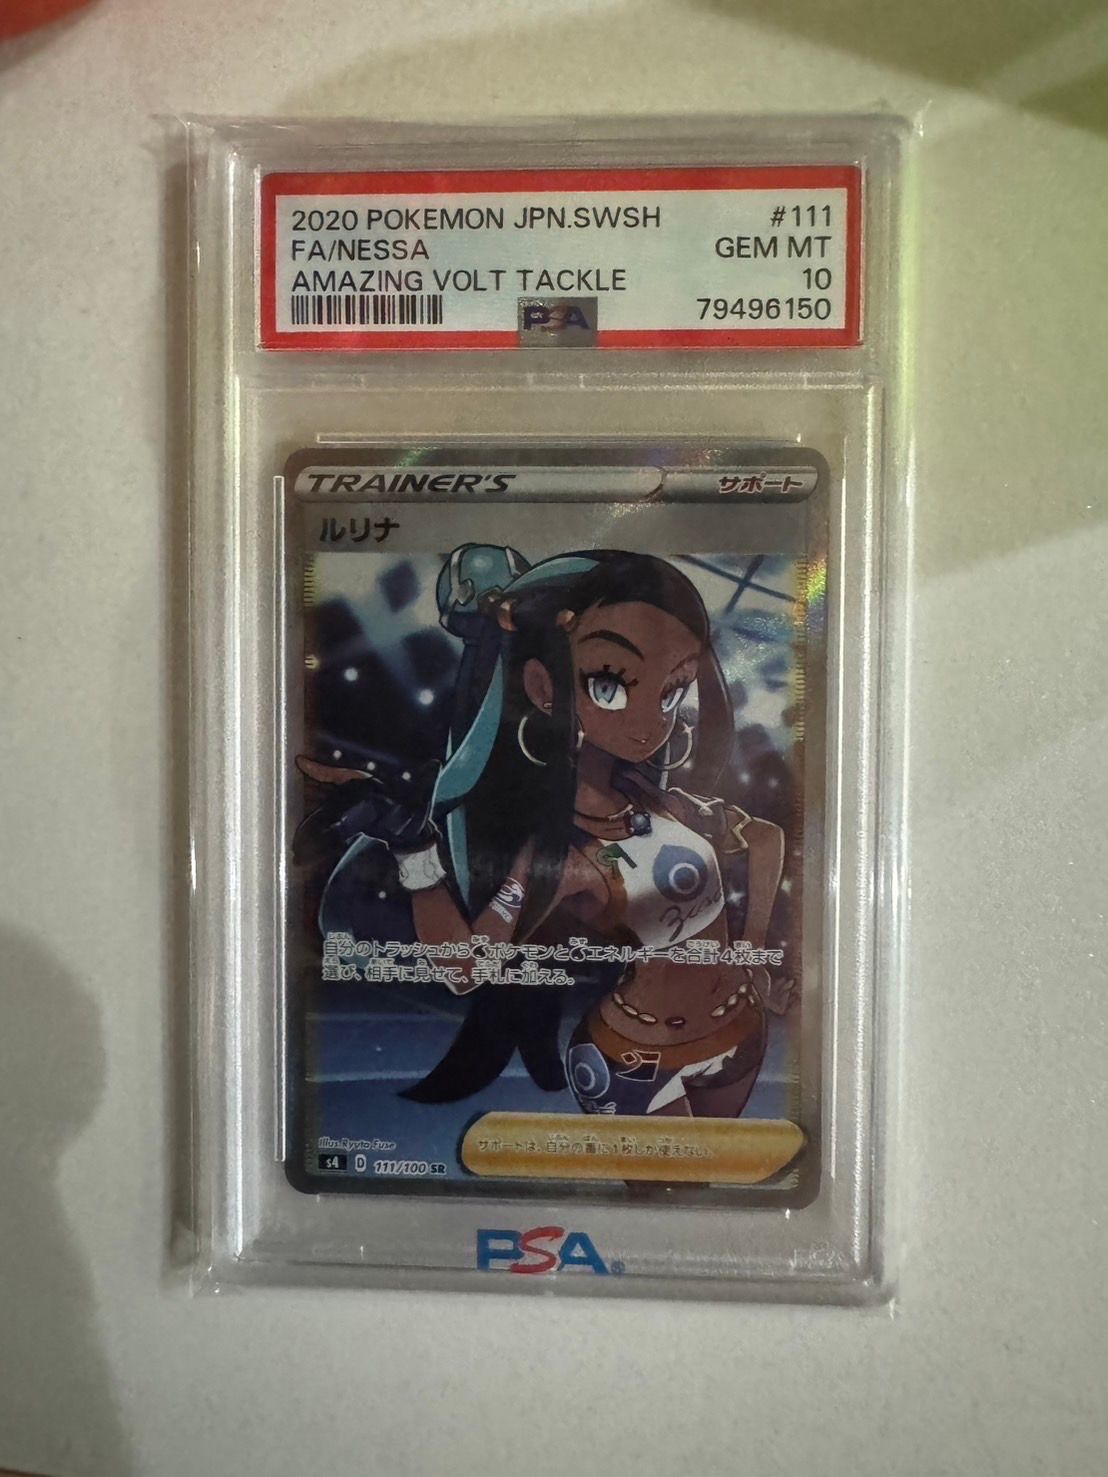 2020 POKEMON JPN.SWSH #111
FA/NESSA GEM MT
AMAZING VOLT TACKLE 10
PSA 79496150
TRAINER'S サポート
ルリナ
自分のトラッシュからポケモンとエネルギーを合計4枚まで
選び、相手に見せて、手札に加える。
サポートは、自分の番に1枚しか使えない。
Illus. Ryuta Fuse
s4 D 111/100 SR
PSA